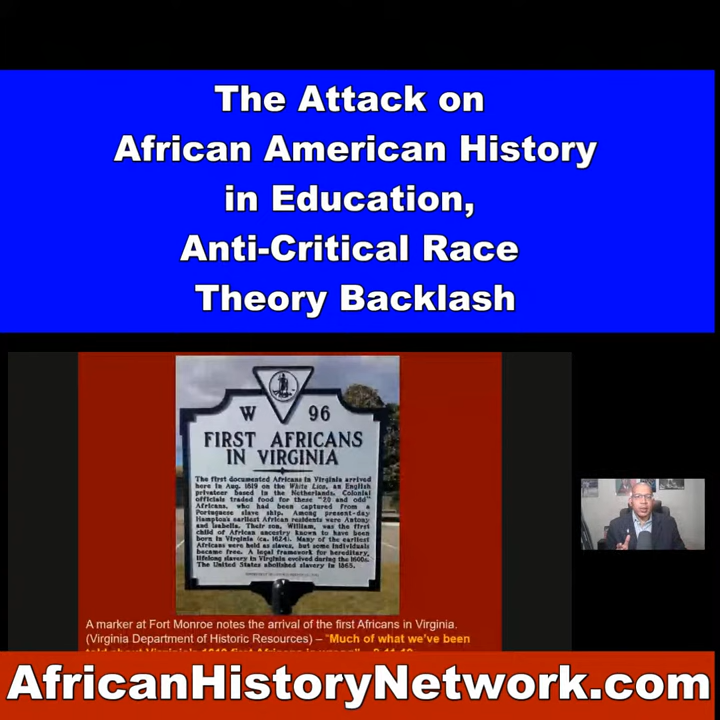 The Attack on
African American History
in Education,
Anti-Critical Race
Theory Backlash
W 96
FIRST AFRICANS
IN VIRGINIA
The first documented Africans in Virginia arrived
here in Aug. 1619 on the White Lion, an English
privateer based in the Netherlands. Colonial
officials traded food for these "20 and odd"
Africans, who had been captured from a
Portuguese slave ship. Among present-day
Hampton's earliest African residents were Antony
and Isabella. Their son, William, was the first
child of African ancestry known to have been
born in Virginia (ca. 1624). Many of the earliest
Africans were held as slaves, but some individuals
became free. A legal framework for hereditary,
lifelong slavery in Virginia evolved during the 1600s.
The United States abolished slavery in 1865.
A marker at Fort Monroe notes the arrival of the first Africans in Virginia.
(Virginia Department of Historic Resources) – "Much of what we've been
AfricanHistoryNetwork.com